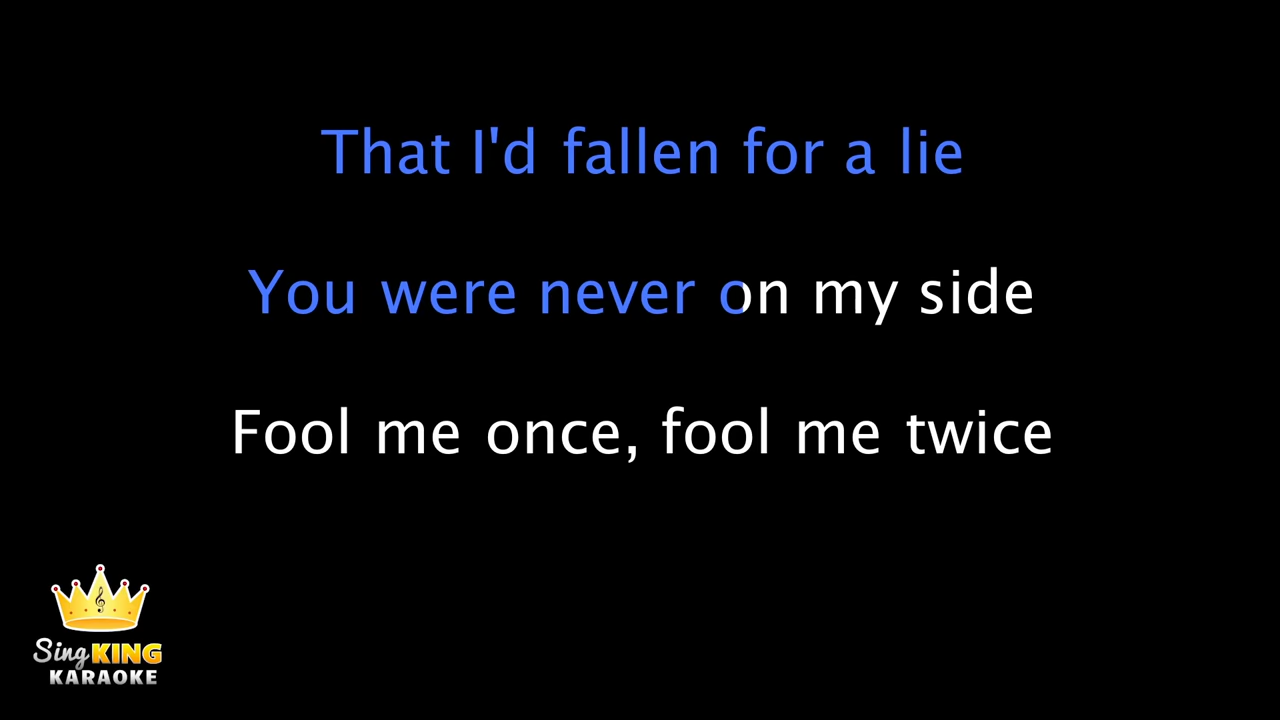 That I'd fallen for a lie
You were never on my side
Fool me once, fool me twice
Sing KING
KARAOKE